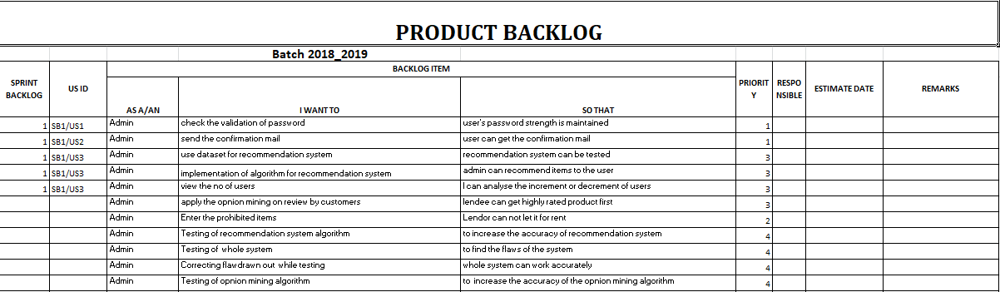 PRODUCT BACKLOG
Batch 2018_2019
SPRINT BACKLOG US ID BACKLOG ITEM PRIORITY RESPONSIBLE ESTIMATE DATE REMARKS
AS A/AN I WANT TO SO THAT
1 SB1/US1 Admin check the validation of password user's password strength is maintained 1
1 SB1/US2 Admin send the confirmation mail user can get the confirmation mail 1
1 SB1/US3 Admin use dataset for recommendation system recommendation system can be tested 3
1 SB1/US3 Admin implementation of algorithm for recommendation system admin can recommend items to the user 3
1 SB1/US3 Admin view the no of users I can analyse the increment or decrement of users 3
Admin apply the opnion mining on review by customers lendee can get highly rated product first 3
Admin Enter the prohibited items Lendor can not let it for rent 2
Admin Testing of recommendation system algorithm to increase the accuracy of recommendation system 4
Admin Testing of whole system to find the flaws of the system 4
Admin Correcting flaw drawn out while testing whole system can work accurately 4
Admin Testing of opnion mining algorithm to increase the accuracy of the opnion mining algorithm 4